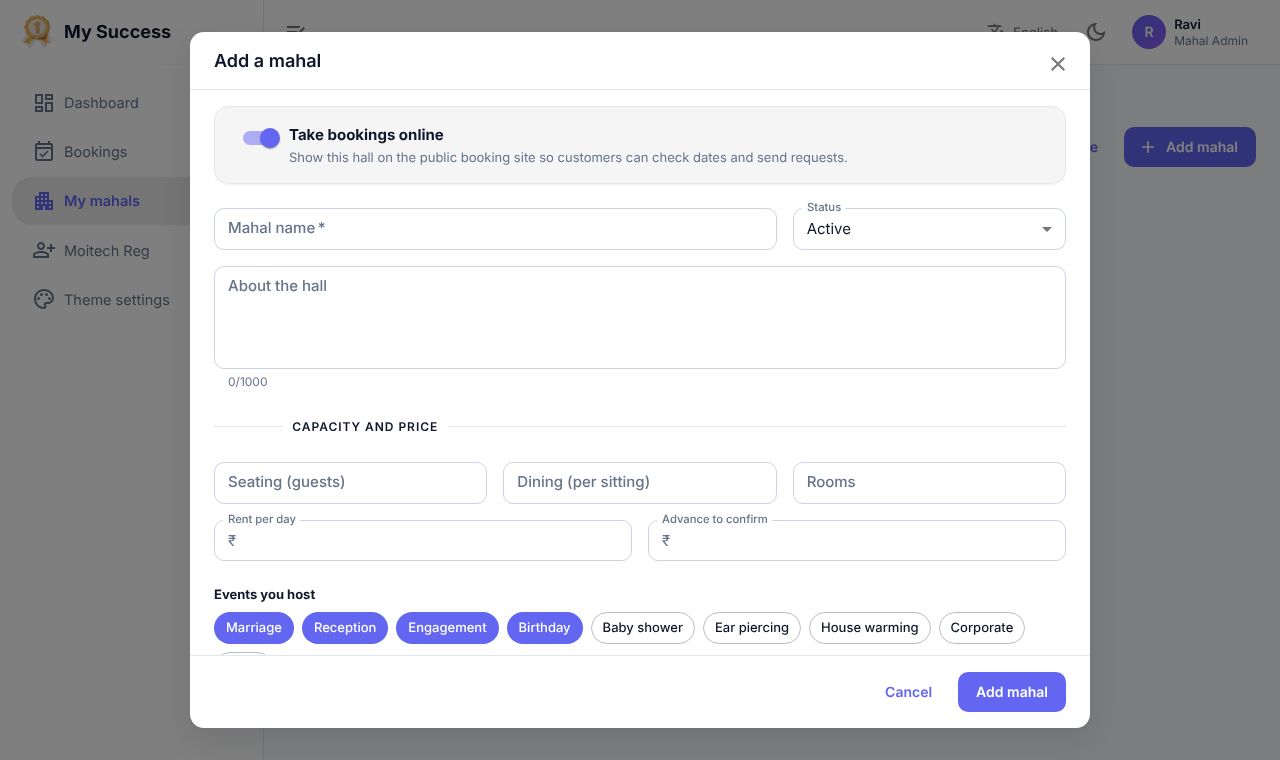 1
My Success
English
R
Ravi
Mahal Admin
Dashboard
Bookings
My mahals
Moitech Reg
Theme settings
e
+ Add mahal
Add a mahal
Take bookings online
Show this hall on the public booking site so customers can check dates and send requests.
Mahal name *
Status
Active
About the hall
0/1000
CAPACITY AND PRICE
Seating (guests)
Dining (per sitting)
Rooms
Rent per day
₹
Advance to confirm
₹
Events you host
Marriage
Reception
Engagement
Birthday
Baby shower
Ear piercing
House warming
Corporate
Cancel
Add mahal